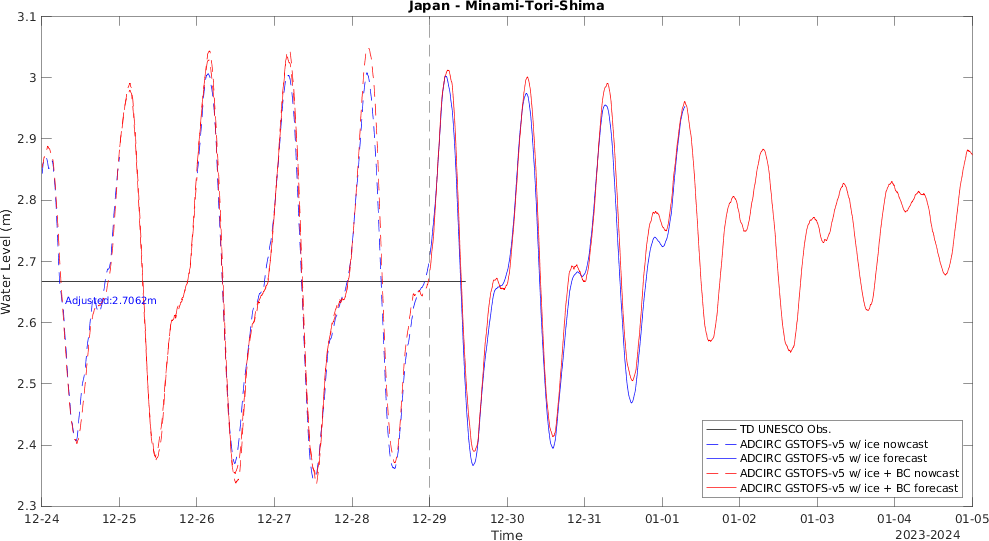 Japan - Minami-Tori-Shima
3.1
3
2.9
2.8
2.7
2.6
2.5
2.4
2.3
Water Level (m)
Adjusted:2.7062m
TD UNESCO Obs.
ADCIRC GSTOFS-v5 w/ ice nowcast
ADCIRC GSTOFS-v5 w/ ice forecast
ADCIRC GSTOFS-v5 w/ ice + BC nowcast
ADCIRC GSTOFS-v5 w/ ice + BC forecast
12-24 12-25 12-26 12-27 12-28 12-29 12-30 12-31 01-01 01-02 01-03 01-04 01-05
Time
2023-2024